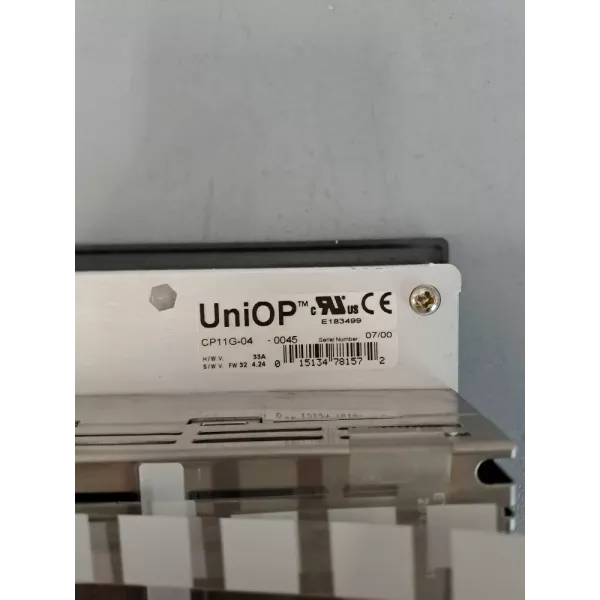 UniOP™ c RU us CE
E183499
CP11G-04 - 0045 Serial Number 07/00
H/W V. 33A
S/W V. FW 32 4.24 0 15134 78157 2